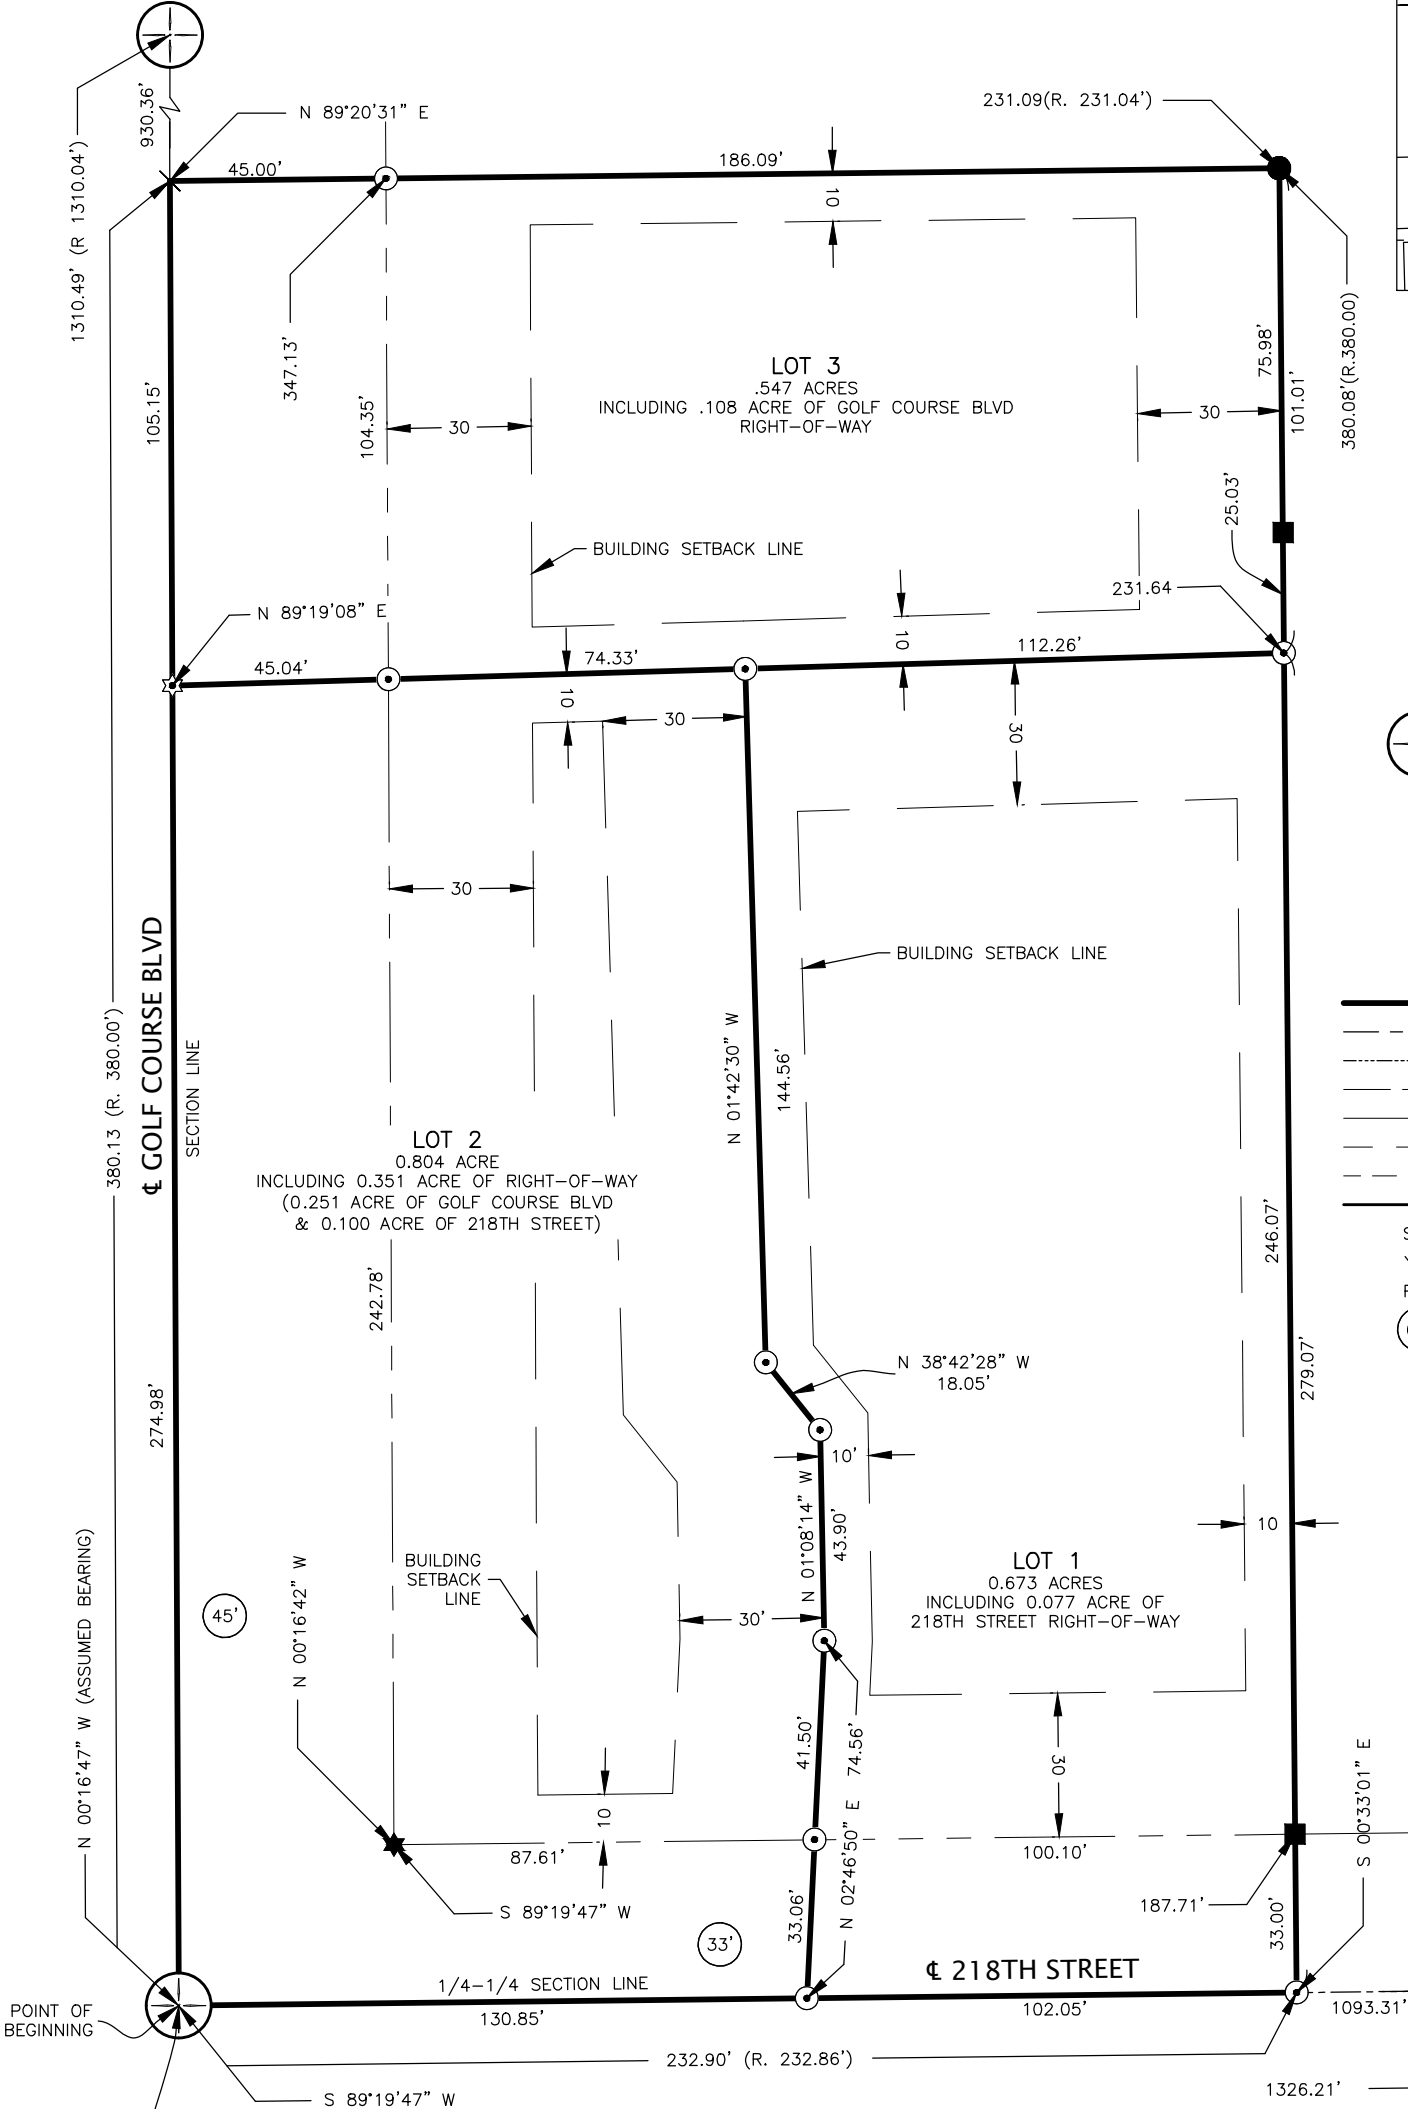 930.36'
1310.49' (R 1310.04')
N 89°20'31" E
45.00'
186.09'
231.09(R. 231.04')
10
347.13'
105.15'
104.35'
30
LOT 3
.547 ACRES
INCLUDING .108 ACRE OF GOLF COURSE BLVD
RIGHT-OF-WAY
30
75.98'
101.01'
380.08'(R.380.00)
25.03'
BUILDING SETBACK LINE
231.64
N 89°19'08" E
45.04'
74.33'
10
112.26'
10
30
30
30
BUILDING SETBACK LINE
380.13 (R. 380.00')
℄ GOLF COURSE BLVD
SECTION LINE
N 01°42'30" W
144.56'
LOT 2
0.804 ACRE
INCLUDING 0.351 ACRE OF RIGHT-OF-WAY
(0.251 ACRE OF GOLF COURSE BLVD
& 0.100 ACRE OF 218TH STREET)
242.78'
246.07'
279.07'
274.98'
N 38°42'28" W
18.05'
10'
N 01°08'14" W
43.90'
10
BUILDING
SETBACK
LINE
LOT 1
0.673 ACRES
INCLUDING 0.077 ACRE OF
218TH STREET RIGHT-OF-WAY
45'
30'
N 00°16'42" W
N 00°16'47" W (ASSUMED BEARING)
41.50'
74.56'
N 02°46'50" E
30
10
S 00°33'01" E
87.61'
100.10'
S 89°19'47" W
187.71'
33'
33.06'
33.00'
℄ 218TH STREET
1/4-1/4 SECTION LINE
POINT OF
BEGINNING
130.85'
102.05'
1093.31'
232.90' (R. 232.86')
S 89°19'47" W
1326.21'